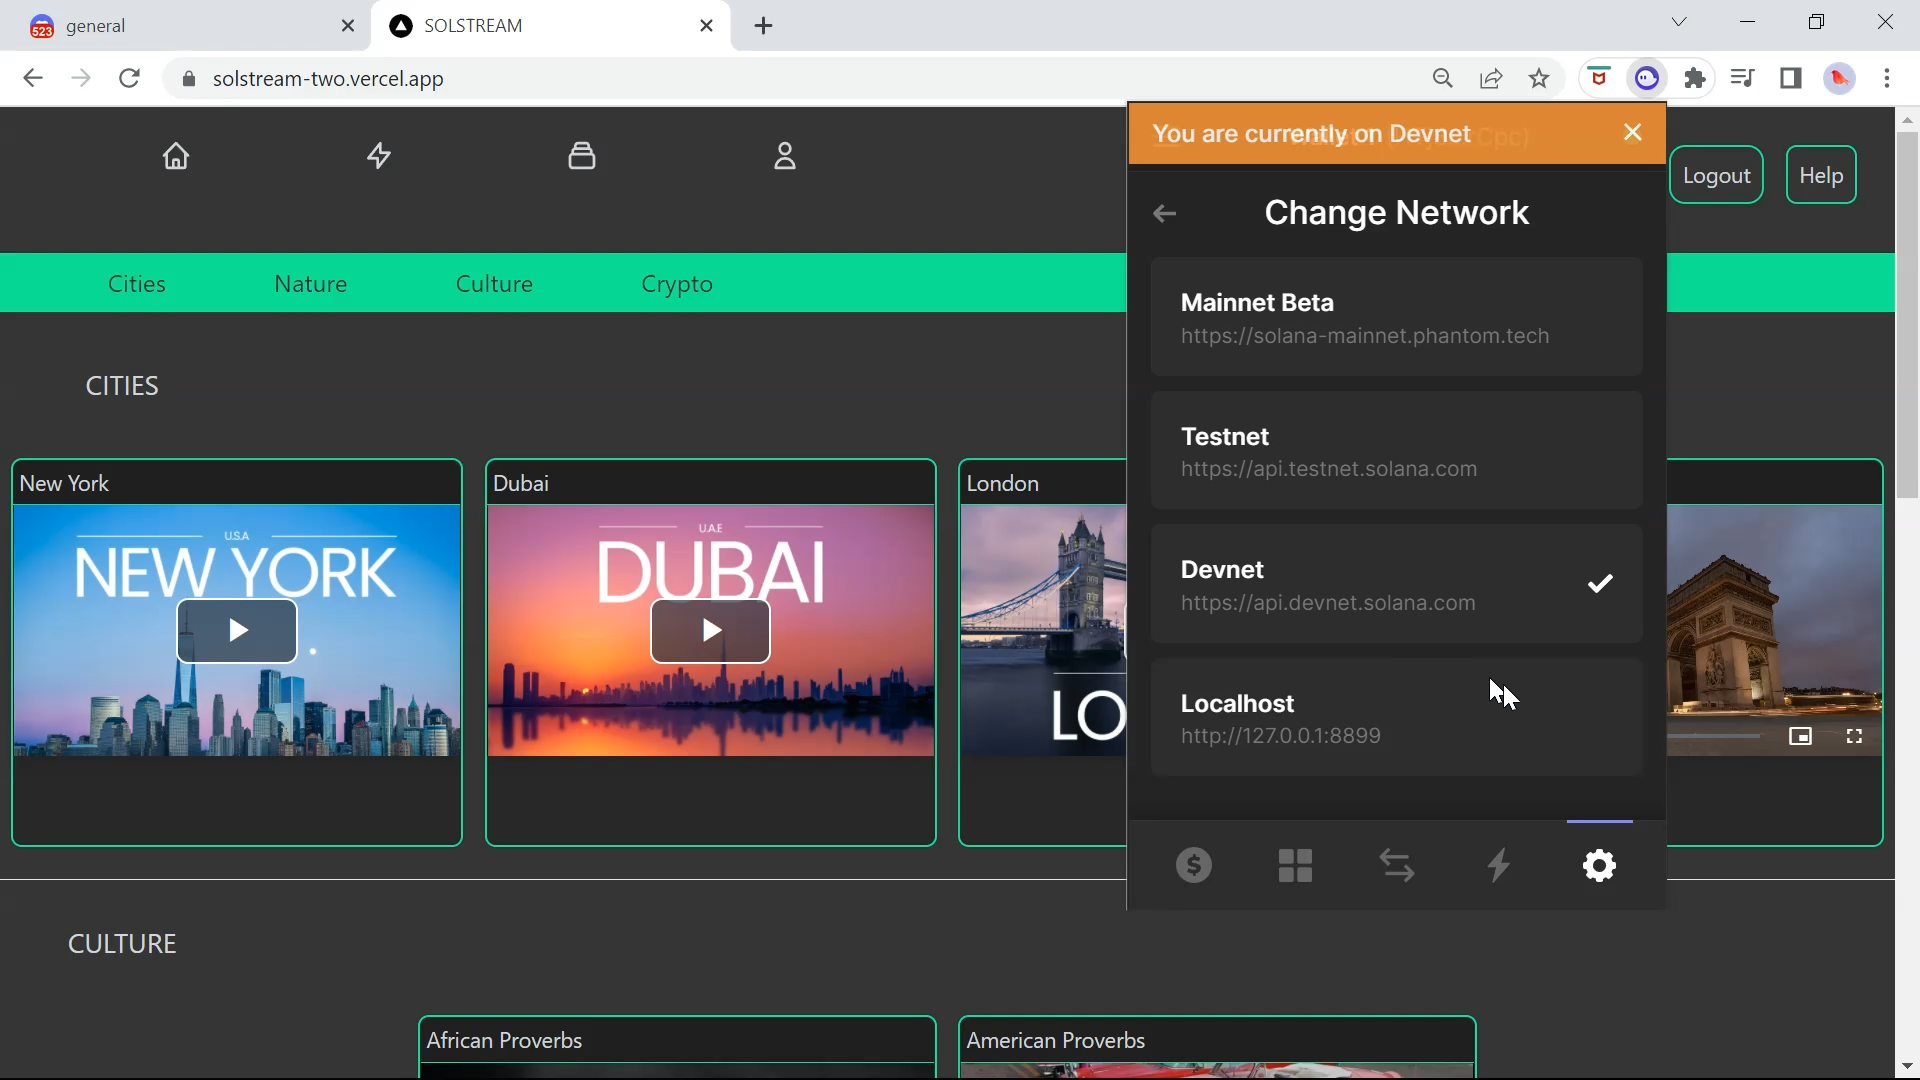 general
SOLSTREAM
523
solstream-two.vercel.app
You are currently on Devnet
Logout
Help
Change Network
Cities
Nature
Culture
Crypto
Mainnet Beta
https://solana-mainnet.phantom.tech
CITIES
Testnet
https://api.testnet.solana.com
New York
Dubai
London
U.S.A
NEW YORK
U.A.E
DUBAI
LO
Devnet
https://api.devnet.solana.com
Localhost
http://127.0.0.1:8899
CULTURE
African Proverbs
American Proverbs